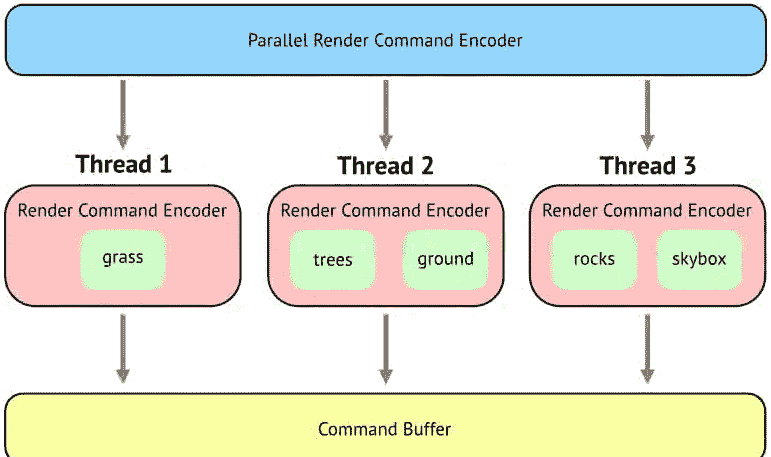 Parallel Render Command Encoder
Thread 1
Thread 2
Thread 3
Render Command Encoder
Render Command Encoder
Render Command Encoder
grass
trees
ground
rocks
skybox
Command Buffer